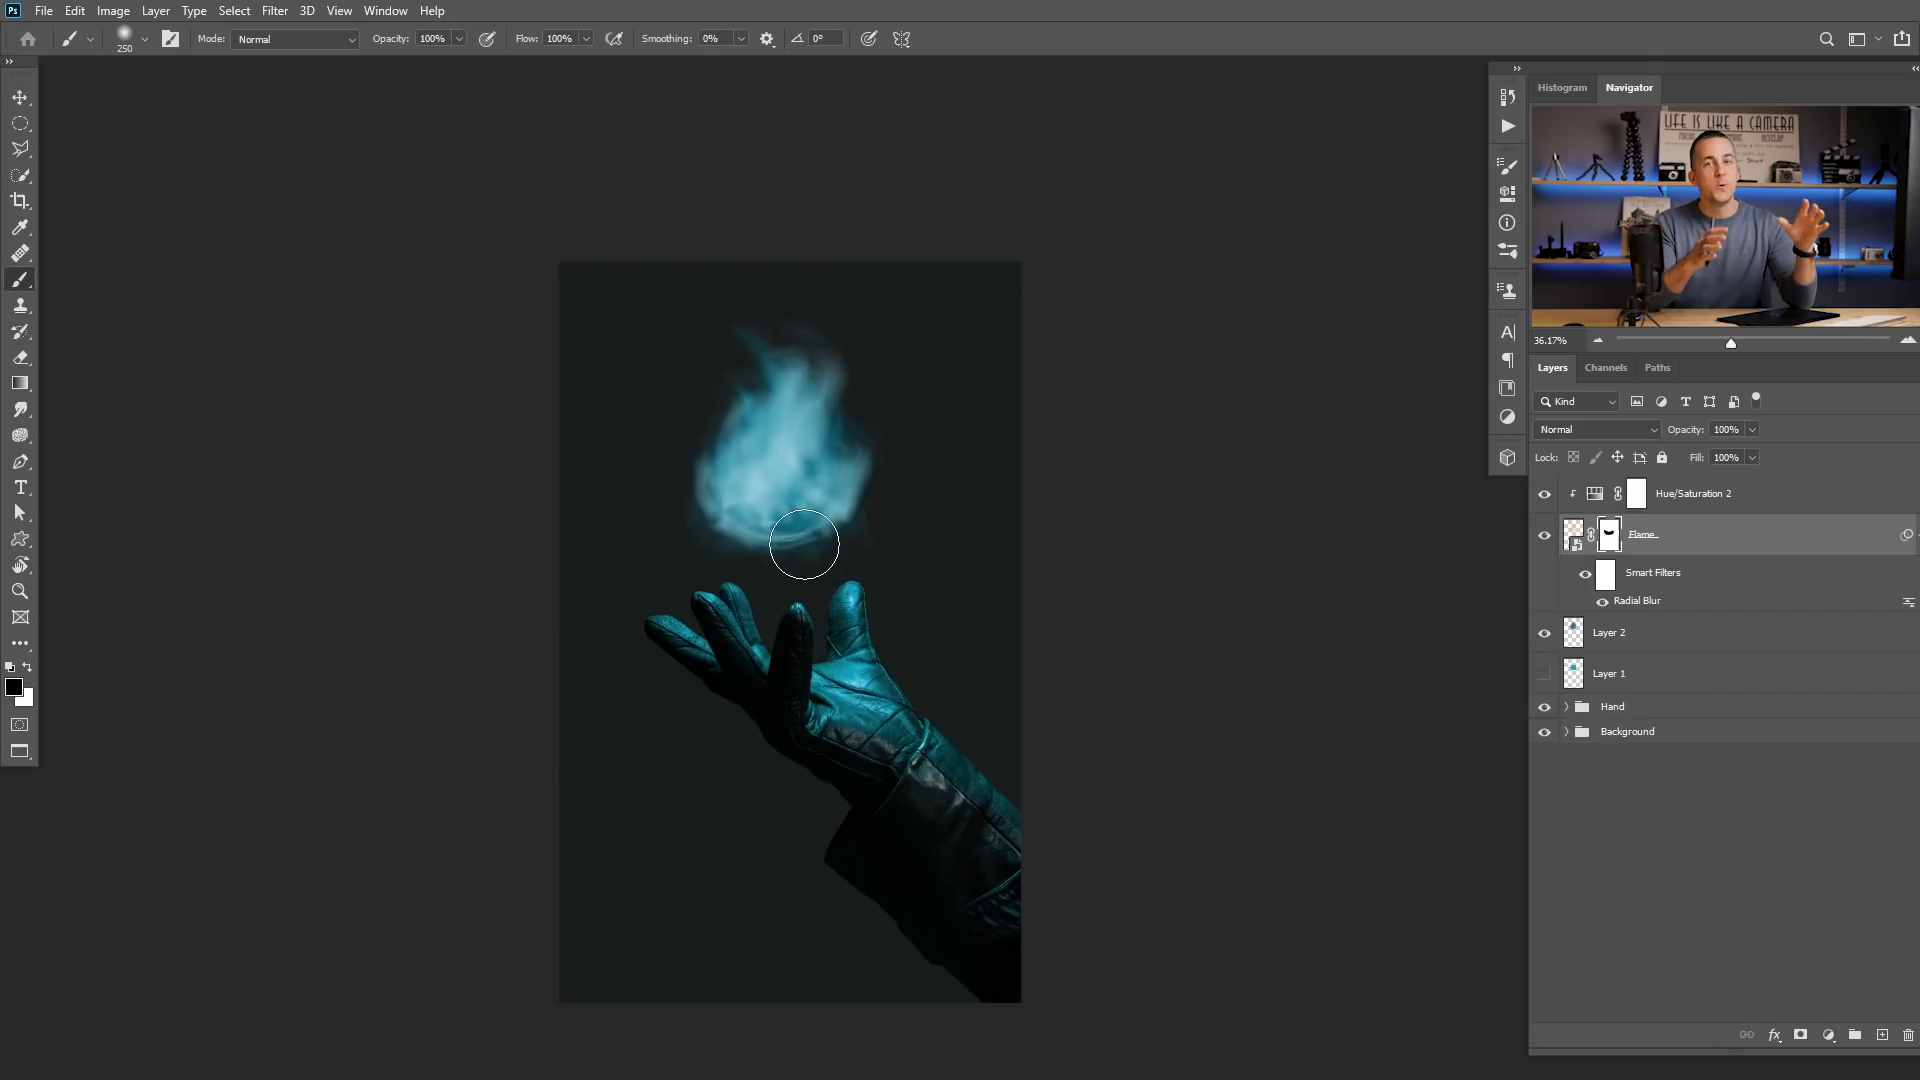 Ps File Edit Image Layer Type Select Filter 3D View Window Help
250 Mode: Normal Opacity: 100% Flow: 100% Smoothing: 0% 0°
Histogram Navigator
LIFE IS LIKE A CAMERA
36.17%
Layers Channels Paths
Kind
Normal Opacity: 100%
Lock: Fill: 100%
Hue/Saturation 2
Flame
Smart Filters
Radial Blur
Layer 2
Layer 1
Hand
Background
fx